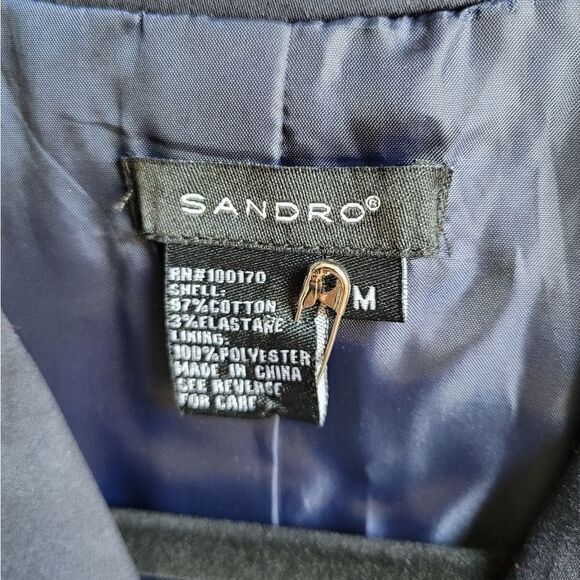 SANDRO®
RN#100170
SHELL:
97%COTTON
3%ELASTANE
LINING:
100%POLYESTER
MADE IN CHINA
SEE REVERSE
FOR CARE
M